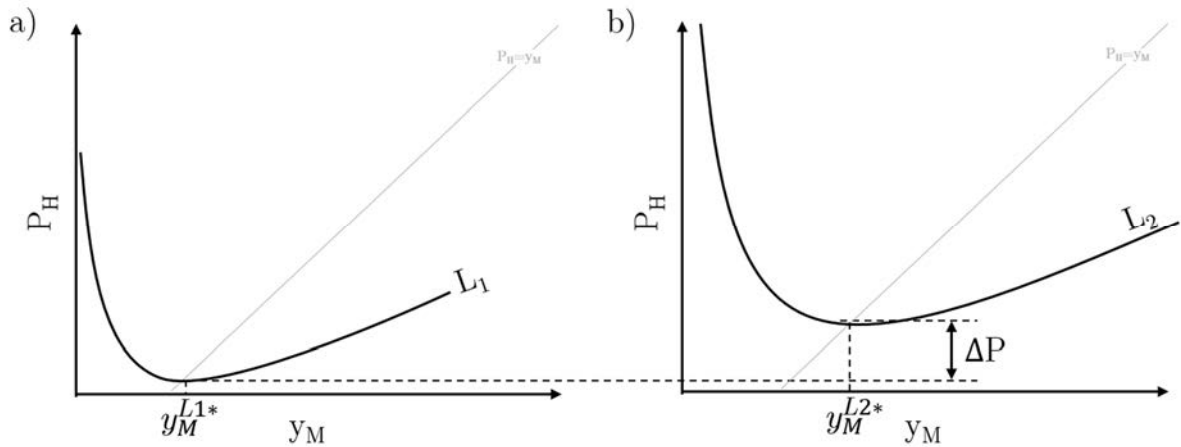 a)
P_H
P_H=y_M
L_1
y_M^{L1*}
y_M
b)
P_H
P_H=y_M
L_2
ΔP
y_M^{L2*}
y_M